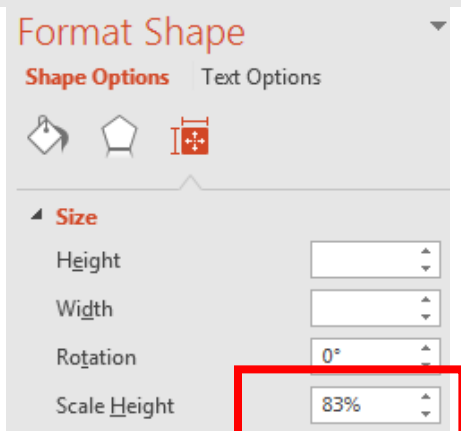 Format Shape
Shape Options Text Options
Size
Height
Width
Rotation 0°
Scale Height 83%